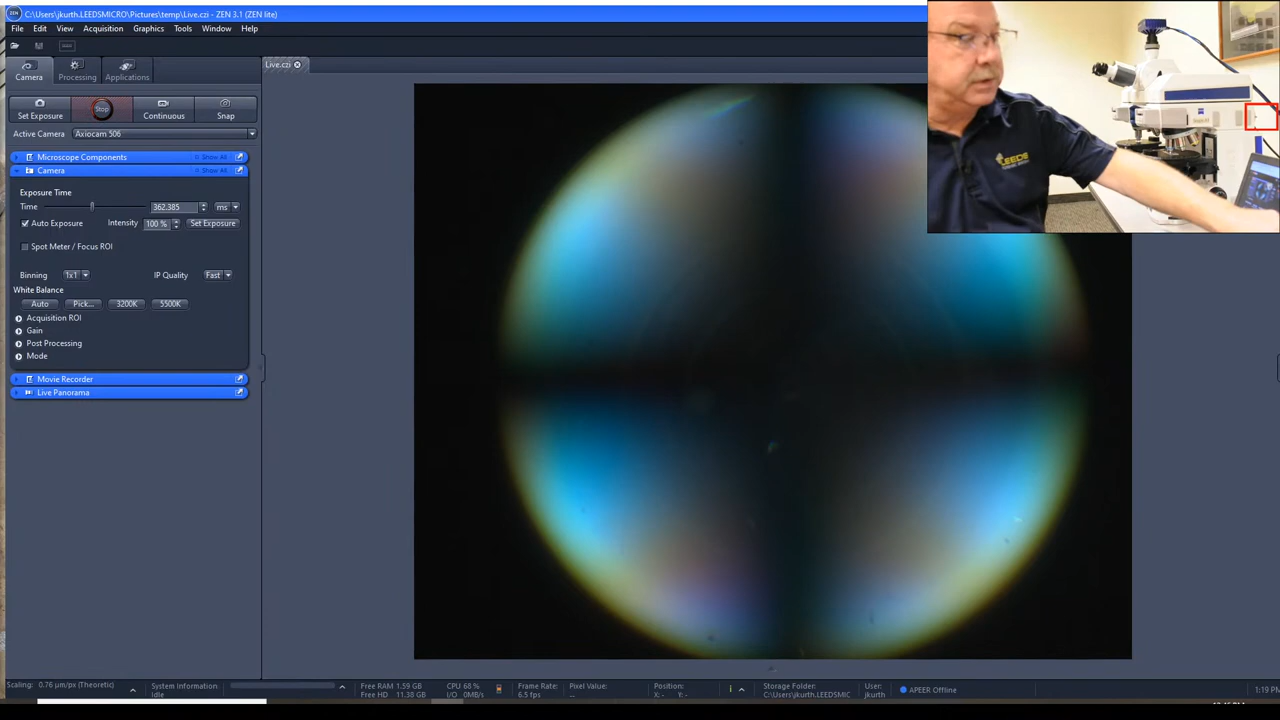 C:\Users\jkurth.LEEDSMICRO\Pictures\temp\Live.czi - ZEN 3.1 (ZEN lite)
File Edit View Acquisition Graphics Tools Window Help
Camera Processing Applications
Live.czi
Set Exposure Stop Continuous Snap
Active Camera Axiocam 506
Microscope Components Show All
Camera Show All
Exposure Time
Time 362.385 ms
Auto Exposure Intensity 100 % Set Exposure
Spot Meter / Focus ROI
Binning 1x1 IP Quality Fast
White Balance
Auto Pick... 3200K 5500K
Acquisition ROI
Gain
Post Processing
Mode
Movie Recorder
Live Panorama
LEEDS
Scaling: 0.76 µm/px (Theoretic) System Information Idle
Free RAM 1.59 GB
Free HD 11.38 GB
CPU 68 %
I/O 0MB/s
Frame Rate: 6.5 fps
Pixel Value: --
Position:
X: - Y: -
Storage Folder:
C:\Users\jkurth.LEEDSMIC
User:
jkurth
APEER Offline
1:19 PM